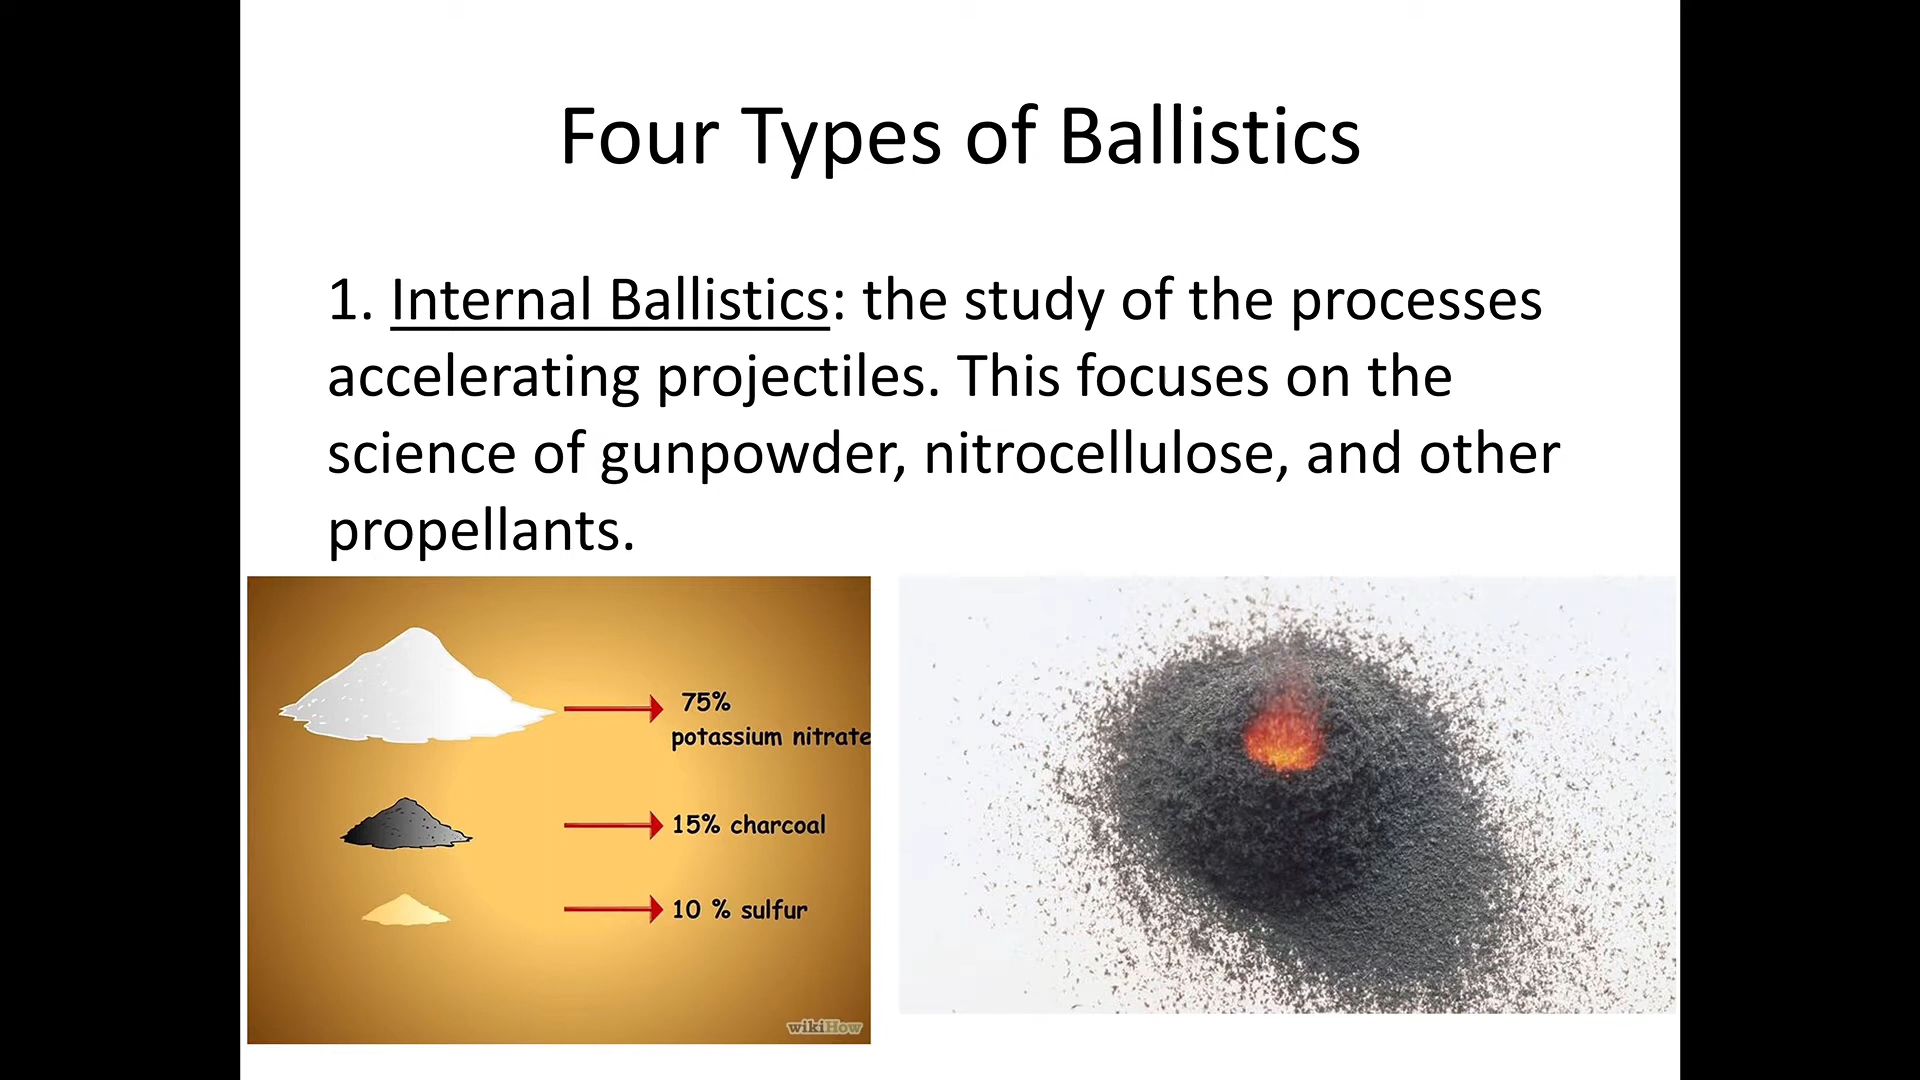 Four Types of Ballistics
1. Internal Ballistics: the study of the processes
accelerating projectiles. This focuses on the
science of gunpowder, nitrocellulose, and other
propellants.
75%
potassium nitrate
15% charcoal
10 % sulfur
wikiHow